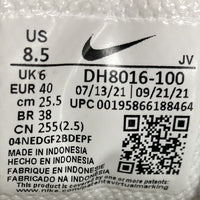 US
8.5
JV
UK 6
DH8016-100
EUR 40
07/13/21
09/21/21
cm 25.5
UPC 00195866188464
BR 38
CN 255(2.5)
04NEDGF2BDEPF
MADE IN INDONESIA
HECHO EN INDONESIA
FABRIQUE EN
INDONESIE
FABRICADO NA
INDONESIA